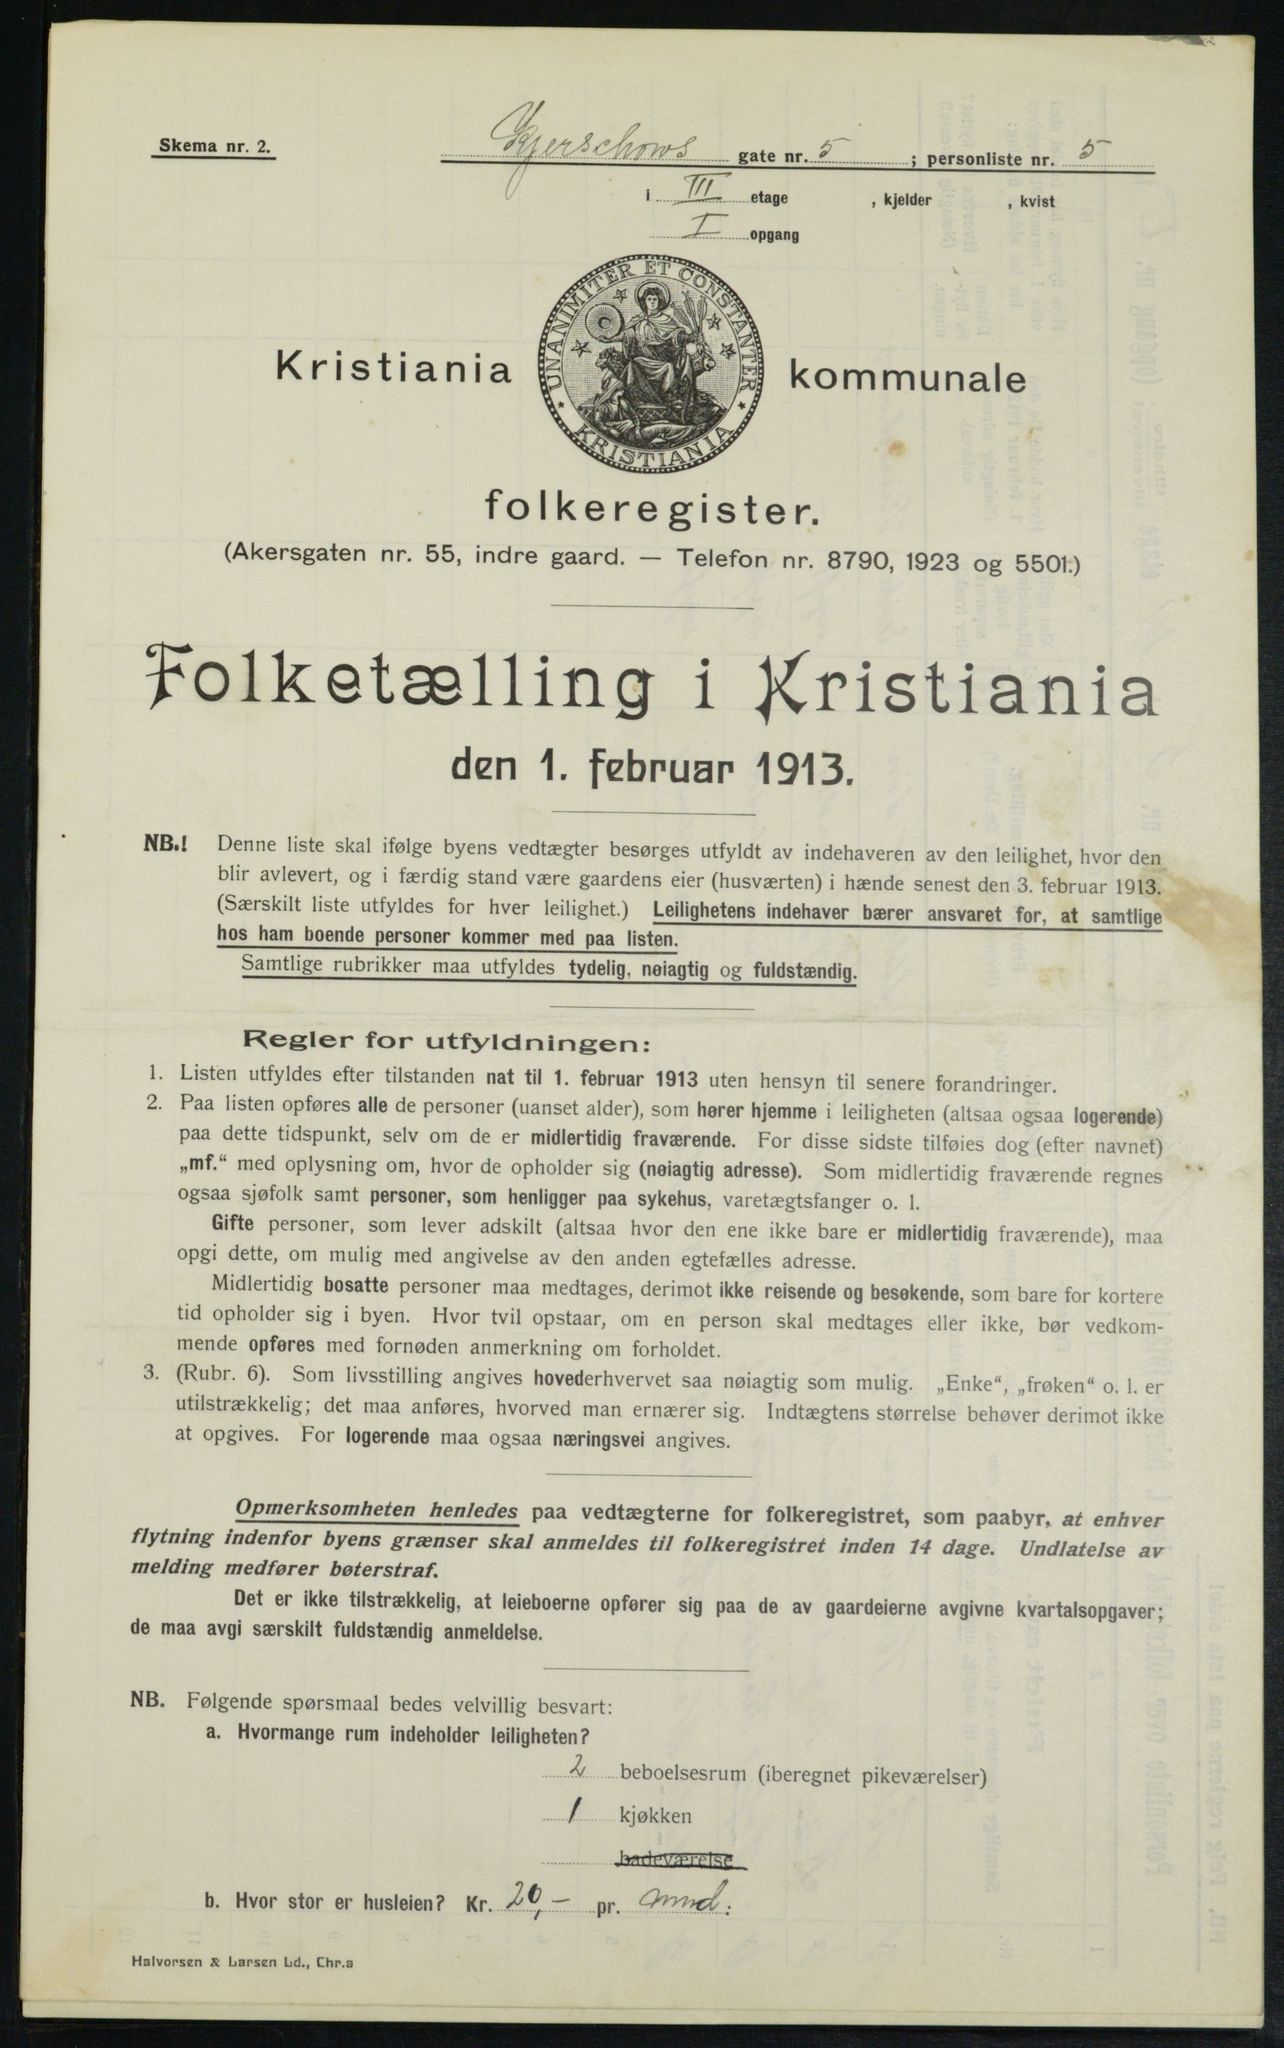 Skema nr. 2.
Kjerschows gate nr. 5 ; personliste nr. 5
i III etage , kjelder , kvist
I opgang
UNANIMITER ET CONSTANTER
KRISTIANIA
Kristiania kommunale
folkeregister.
(Akersgaten nr. 55, indre gaard. — Telefon nr. 8790, 1923 og 5501.)
Folketælling i Kristiania
den 1. februar 1913.
NB.! Denne liste skal ifølge byens vedtægter besørges utfyldt av indehaveren av den leilighet, hvor den
blir avlevert, og i færdig stand være gaardens eier (husværten) i hænde senest den 3. februar 1913.
(Særskilt liste utfyldes for hver leilighet.) Leilighetens indehaver bærer ansvaret for, at samtlige
hos ham boende personer kommer med paa listen.
Samtlige rubrikker maa utfyldes tydelig, nøiagtig og fuldstændig.
Regler for utfyldningen:
1. Listen utfyldes efter tilstanden nat til 1. februar 1913 uten hensyn til senere forandringer.
2. Paa listen opføres alle de personer (uanset alder), som hører hjemme i leiligheten (altsaa ogsaa logerende)
paa dette tidspunkt, selv om de er midlertidig fraværende. For disse sidste tilføies dog (efter navnet)
„mf.“ med oplysning om, hvor de opholder sig (nøiagtig adresse). Som midlertidig fraværende regnes
ogsaa sjøfolk samt personer, som henligger paa sykehus, varetægtsfanger o. l.
Gifte personer, som lever adskilt (altsaa hvor den ene ikke bare er midlertidig fraværende), maa
opgi dette, om mulig med angivelse av den anden egtefælles adresse.
Midlertidig bosatte personer maa medtages, derimot ikke reisende og besøkende, som bare for kortere
tid opholder sig i byen. Hvor tvil opstaar, om en person skal medtages eller ikke, bør vedkom-
mende opføres med fornøden anmerkning om forholdet.
3. (Rubr. 6). Som livsstilling angives hovederhvervet saa nøiagtig som mulig. „Enke“, „frøken“ o. l. er
utilstrækkelig; det maa anføres, hvorved man ernærer sig. Indtægtens størrelse behøver derimot ikke
at opgives. For logerende maa ogsaa næringsvei angives.
Opmerksomheten henledes paa vedtægterne for folkeregistret, som paabyr, at enhver
flytning indenfor byens grænser skal anmeldes til folkeregistret inden 14 dage. Undlatelse av
melding medfører bøterstraf.
Det er ikke tilstrækkelig, at leieboerne opfører sig paa de av gaardeierne avgivne kvartalsopgaver;
de maa avgi særskilt fuldstændig anmeldelse.
NB. Følgende spørsmaal bedes velvillig besvart:
a. Hvormange rum indeholder leiligheten?
2 beboelsesrum (iberegnet pikeværelser)
1 kjøkken
badeværelse
b. Hvor stor er husleien? Kr. 20,- pr. mnd.
Halvorsen & Larsen Ld., Chr.a